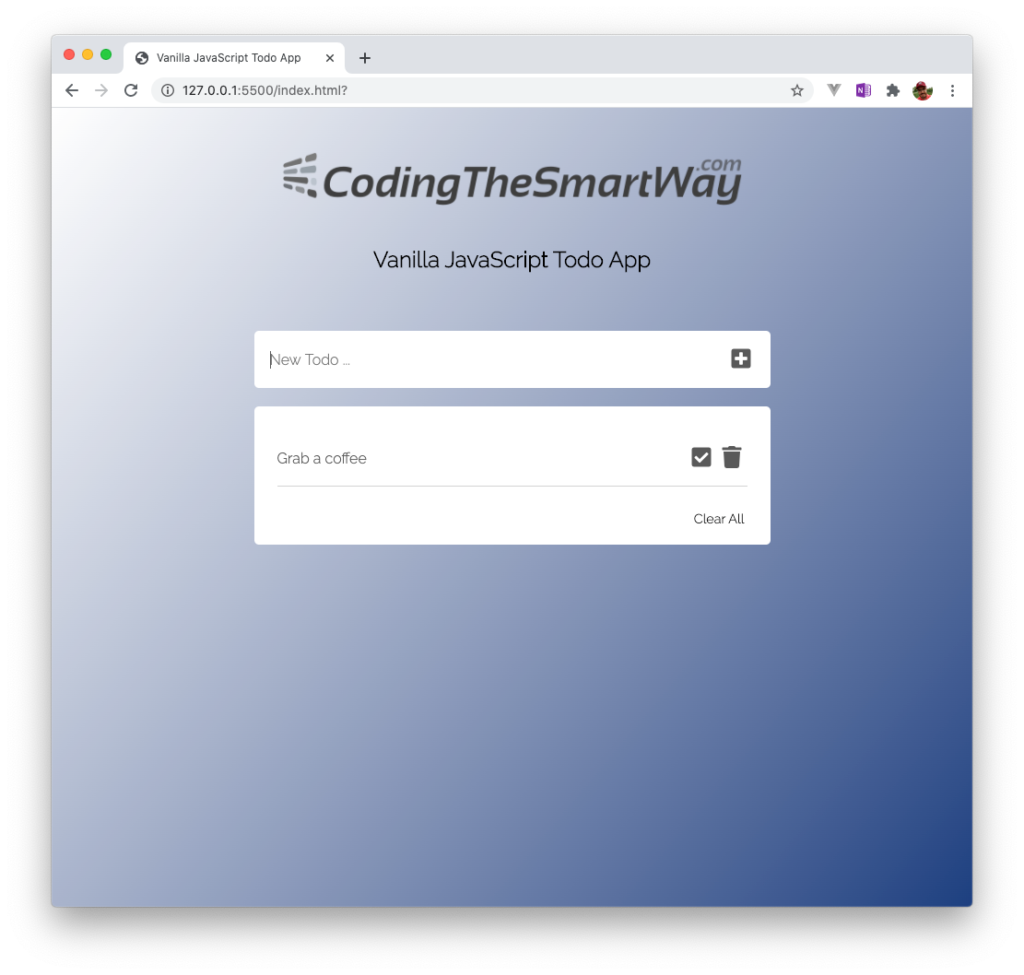 Vanilla JavaScript Todo App
127.0.0.1:5500/index.html?
CodingTheSmartWay.com
Vanilla JavaScript Todo App
New Todo ...
Grab a coffee
Clear All